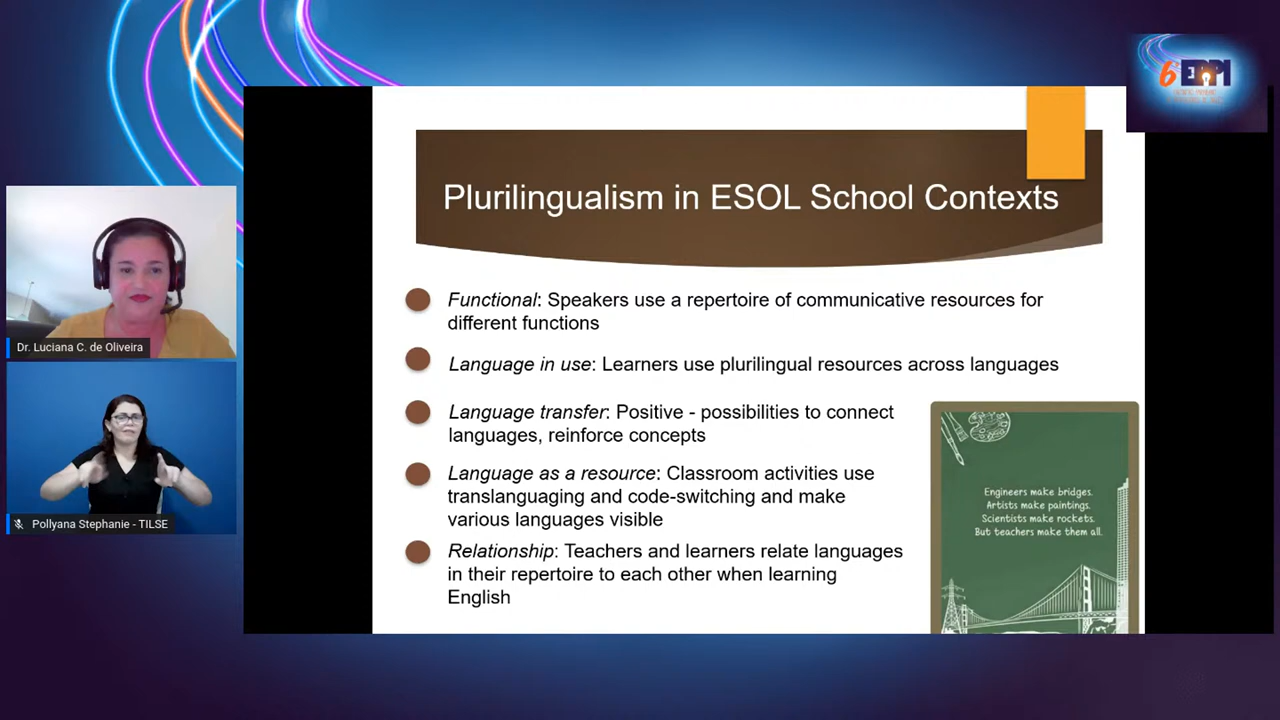 6º EPPI
Plurilingualism in ESOL School Contexts
Functional: Speakers use a repertoire of communicative resources for
different functions
Language in use: Learners use plurilingual resources across languages
Language transfer: Positive - possibilities to connect
languages, reinforce concepts
Language as a resource: Classroom activities use
translanguaging and code-switching and make
various languages visible
Relationship: Teachers and learners relate languages
in their repertoire to each other when learning
English
Engineers make bridges.
Artists make paintings.
Scientists make rockets.
But teachers make them all.
Dr. Luciana C. de Oliveira
Pollyana Stephanie - TILSE